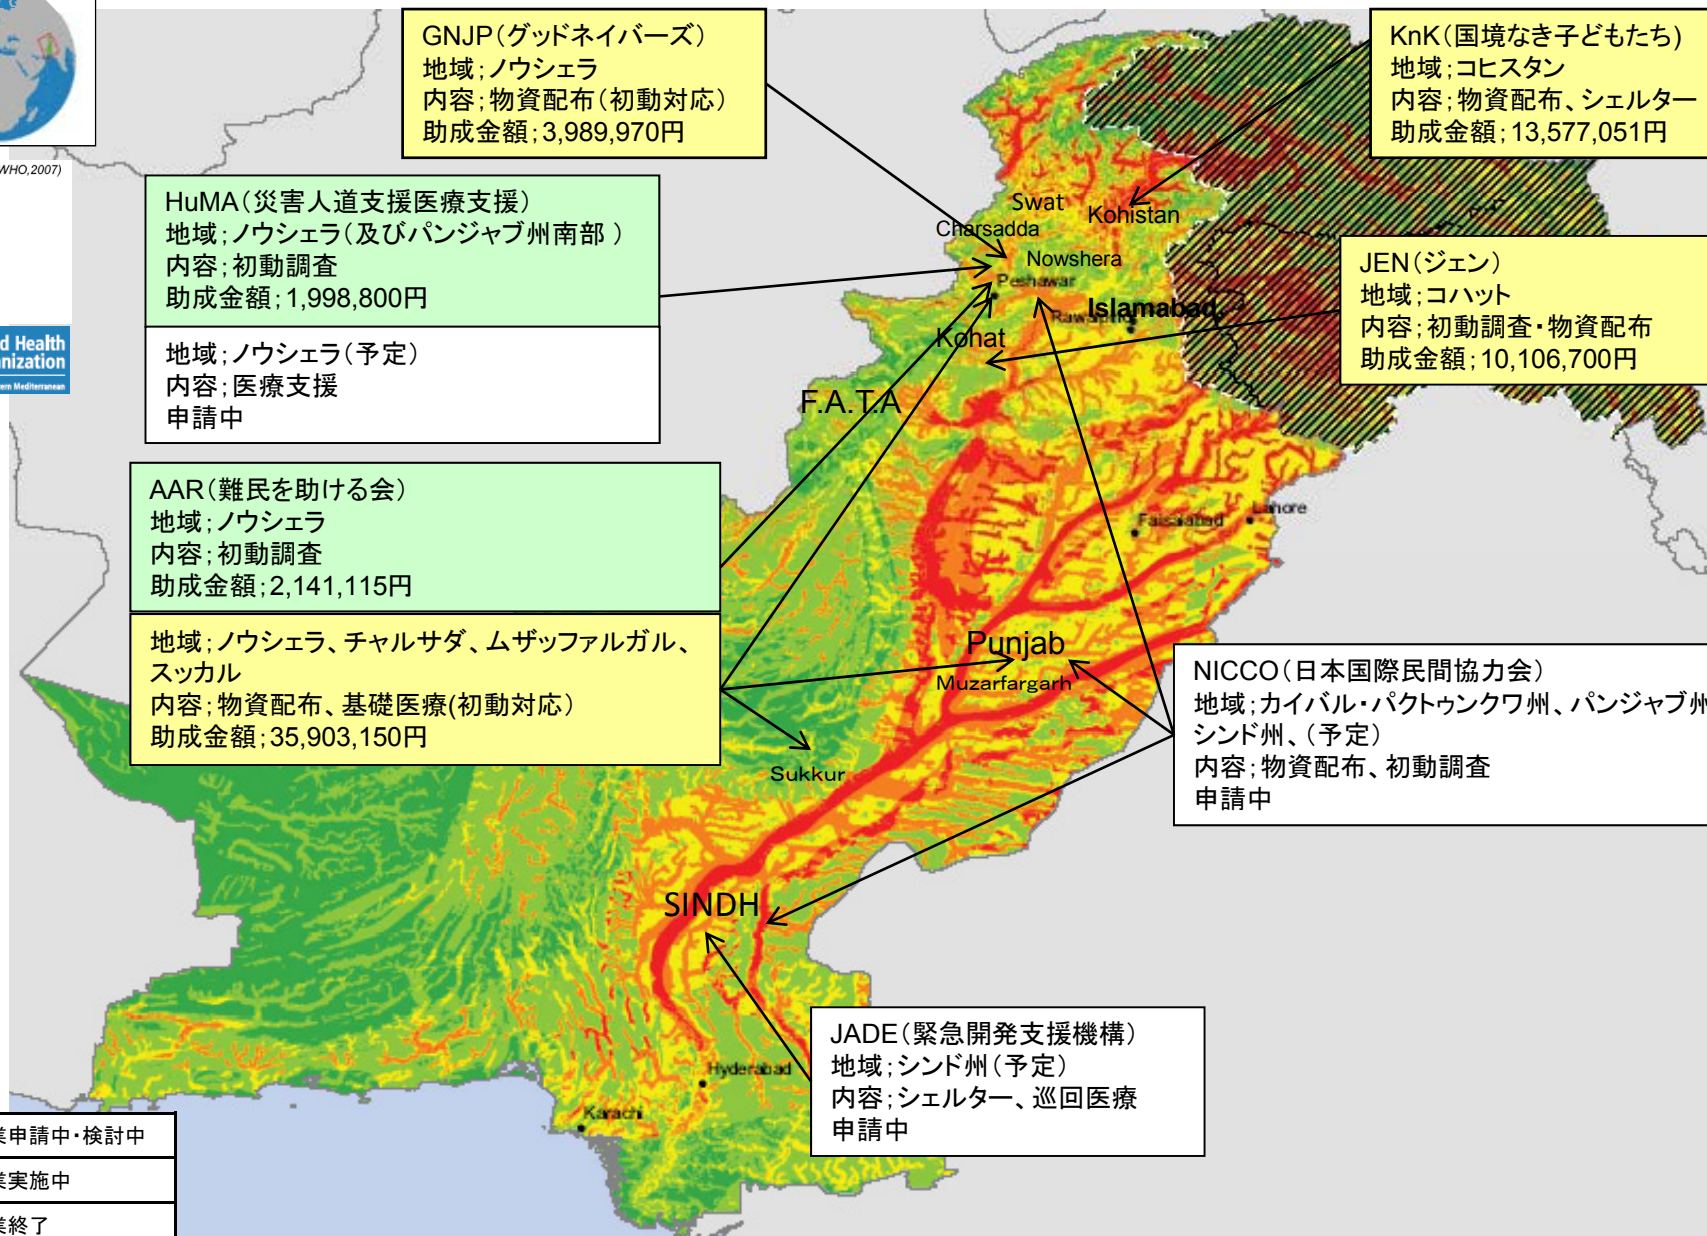 GNJP(グッドネイバーズ)
地域;ノウシェラ
内容;物資配布(初動対応)
助成金額;3,989,970円
KnK(国境なき子どもたち)
地域;コヒスタン
内容;物資配布、シェルター
助成金額;13,577,051円
WHO,2007)
HuMA(災害人道支援医療支援)
地域;ノウシェラ(及びパンジャブ州南部 )
内容;初動調査
助成金額;1,998,800円
地域;ノウシェラ(予定)
内容;医療支援
申請中
Swat
Kohistan
Charsadda
Nowshera
Peshawar
Islamabad
Rawalpindi
Kohat
F.A.T.A
JEN(ジェン)
地域;コハット
内容;初動調査・物資配布
助成金額;10,106,700円
d Health
anization
ern Mediterranean
AAR(難民を助ける会)
地域;ノウシェラ
内容;初動調査
助成金額;2,141,115円
地域;ノウシェラ、チャルサダ、ムザッファルガル、
スッカル
内容;物資配布、基礎医療(初動対応)
助成金額;35,903,150円
Faisalabad
Lahore
Punjab
Muzarfargarh
Sukkur
NICCO(日本国際民間協力会)
地域;カイバル・パクトゥンクワ州、パンジャブ州
シンド州、(予定)
内容;物資配布、初動調査
申請中
SINDH
JADE(緊急開発支援機構)
地域;シンド州(予定)
内容;シェルター、巡回医療
申請中
Hyderabad
Karachi
業申請中・検討中
業実施中
業終了